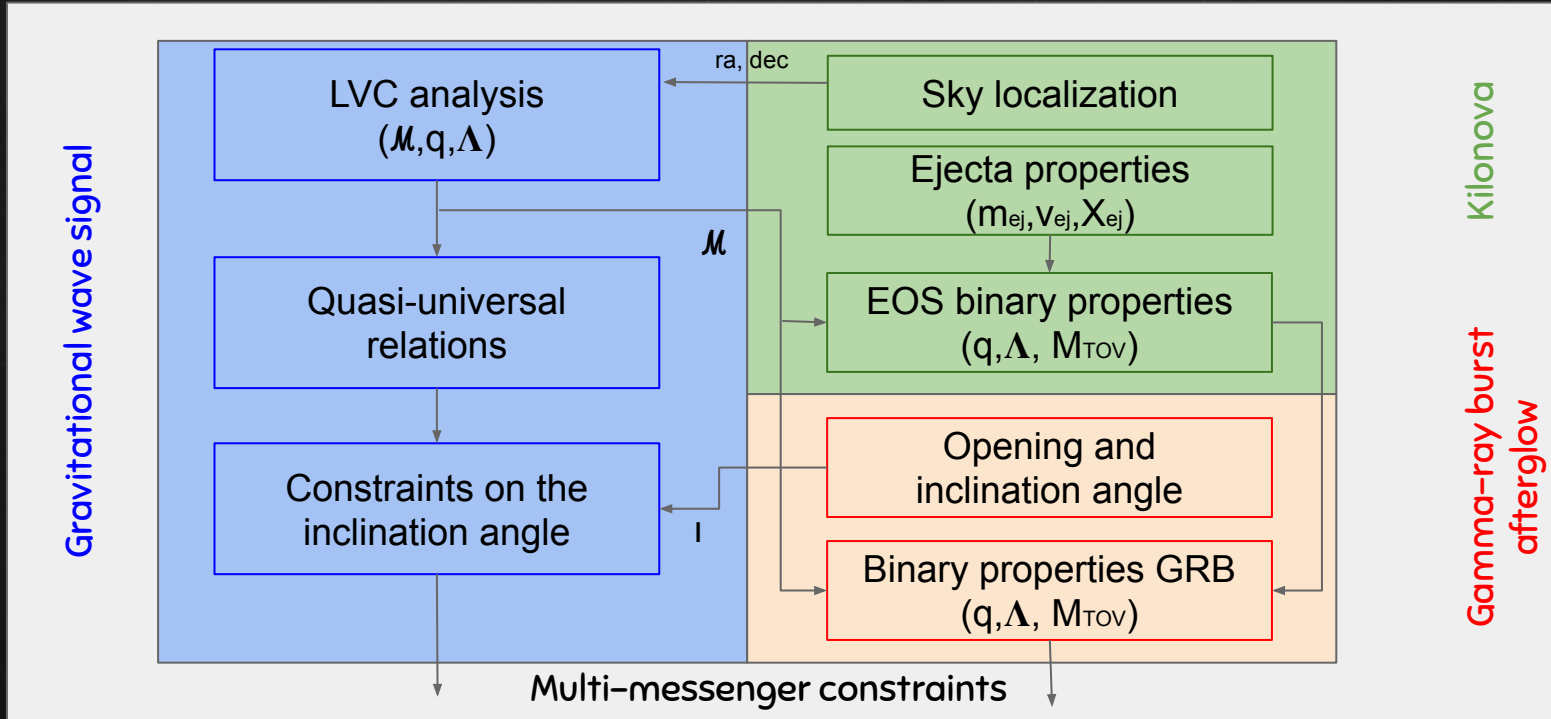 Gravitational wave signal
LVC analysis
(ℳ,q,Λ)
Quasi-universal
relations
Constraints on the
inclination angle
ra, dec
ℳ
I
Sky localization
Ejecta properties
(mej,vej,Xej)
EOS binary properties
(q,Λ, MTOV)
Opening and
inclination angle
Binary properties GRB
(q,Λ, MTOV)
Kilonova
Gamma-ray burst
afterglow
Multi-messenger constraints